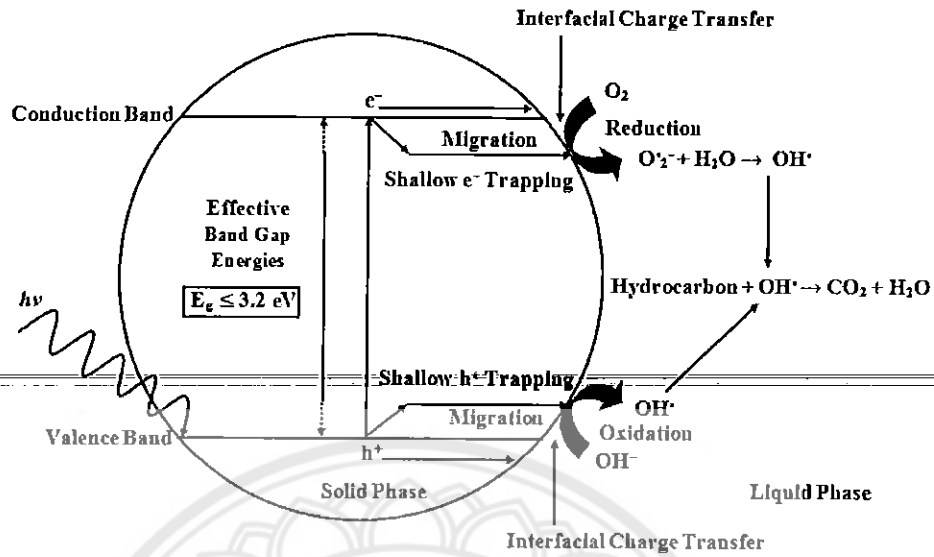 Interfacial Charge Transfer
O₂
e⁻
Conduction Band
Reduction
Migration
O•₂⁻ + H₂O → OH•
Shallow e⁻ Trapping
Effective
Band Gap
Energies
E_g ≤ 3.2 eV
Hydrocarbon + OH• → CO₂ + H₂O
hν
Shallow h⁺ Trapping
OH•
Migration
Valence Band
Oxidation
h⁺
OH⁻
Solid Phase
Liquid Phase
Interfacial Charge Transfer